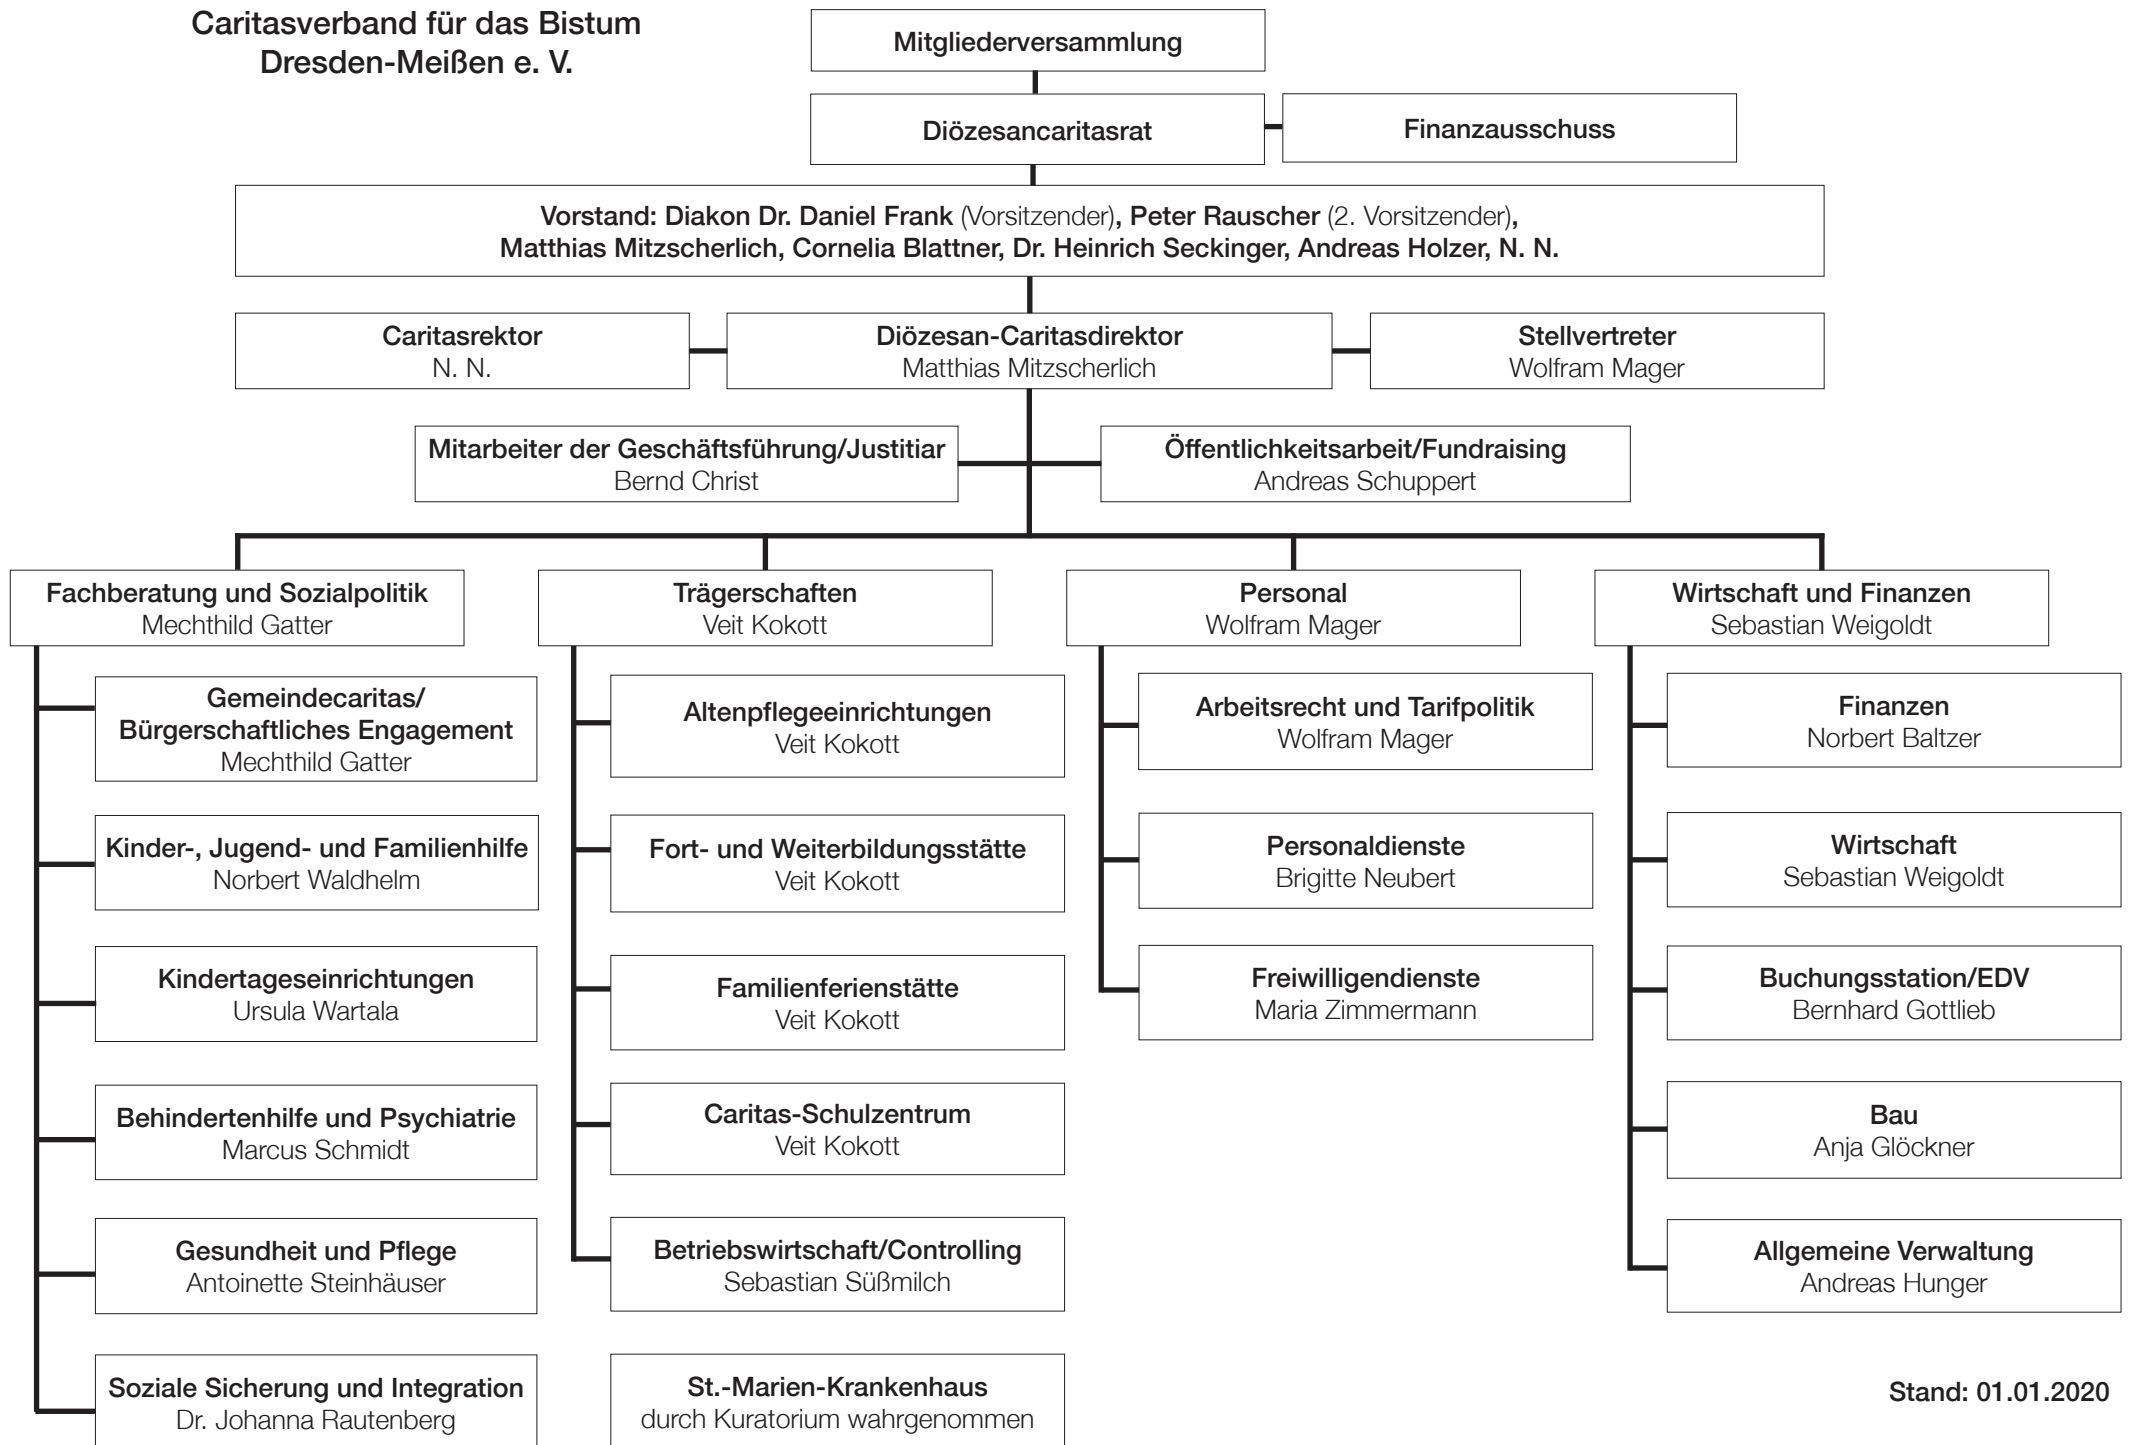 Caritasverband für das Bistum
Dresden-Meißen e. V.
Mitgliederversammlung
Diözesancaritasrat
Finanzausschuss
Vorstand: Diakon Dr. Daniel Frank (Vorsitzender), Peter Rauscher (2. Vorsitzender),
Matthias Mitzscherlich, Cornelia Blattner, Dr. Heinrich Seckinger, Andreas Holzer, N. N.
Caritasrektor
N. N.
Diözesan-Caritasdirektor
Matthias Mitzscherlich
Stellvertreter
Wolfram Mager
Mitarbeiter der Geschäftsführung/Justitiar
Bernd Christ
Öffentlichkeitsarbeit/Fundraising
Andreas Schuppert
Fachberatung und Sozialpolitik
Mechthild Gatter
Gemeindecaritas/
Bürgerschaftliches Engagement
Mechthild Gatter
Kinder-, Jugend- und Familienhilfe
Norbert Waldhelm
Kindertageseinrichtungen
Ursula Wartala
Behindertenhilfe und Psychiatrie
Marcus Schmidt
Gesundheit und Pflege
Antoinette Steinhäuser
Soziale Sicherung und Integration
Dr. Johanna Rautenberg
Trägerschaften
Veit Kokott
Altenpflegeeinrichtungen
Veit Kokott
Fort- und Weiterbildungsstätte
Veit Kokott
Familienferienstätte
Veit Kokott
Caritas-Schulzentrum
Veit Kokott
Betriebswirtschaft/Controlling
Sebastian Süßmilch
St.-Marien-Krankenhaus
durch Kuratorium wahrgenommen
Personal
Wolfram Mager
Arbeitsrecht und Tarifpolitik
Wolfram Mager
Personaldienste
Brigitte Neubert
Freiwilligendienste
Maria Zimmermann
Wirtschaft und Finanzen
Sebastian Weigoldt
Finanzen
Norbert Baltzer
Wirtschaft
Sebastian Weigoldt
Buchungsstation/EDV
Bernhard Gottlieb
Bau
Anja Glöckner
Allgemeine Verwaltung
Andreas Hunger
Stand: 01.01.2020